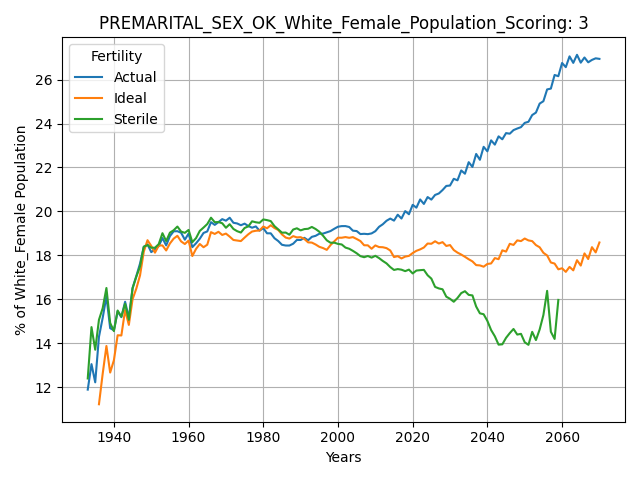 PREMARITAL_SEX_OK_White_Female_Population_Scoring: 3
Fertility
Actual
Ideal
Sterile
% of White_Female Population
26
24
22
20
18
16
14
12
1940 1960 1980 2000 2020 2040 2060
Years